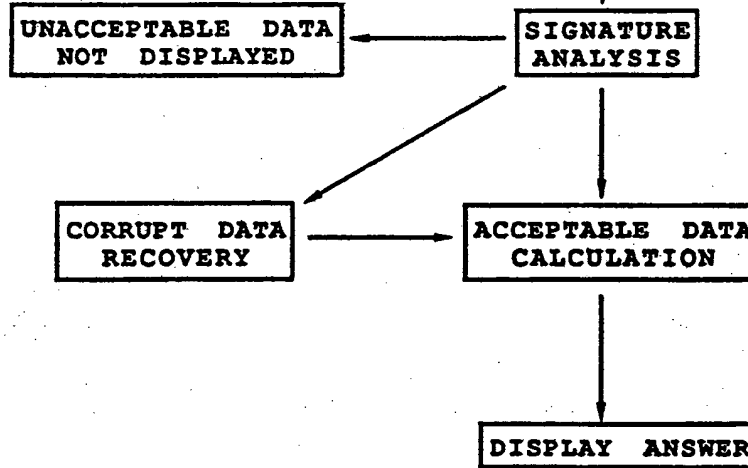 UNACCEPTABLE DATA
NOT DISPLAYED
SIGNATURE
ANALYSIS
CORRUPT DATA
RECOVERY
ACCEPTABLE DATA
CALCULATION
DISPLAY ANSWER